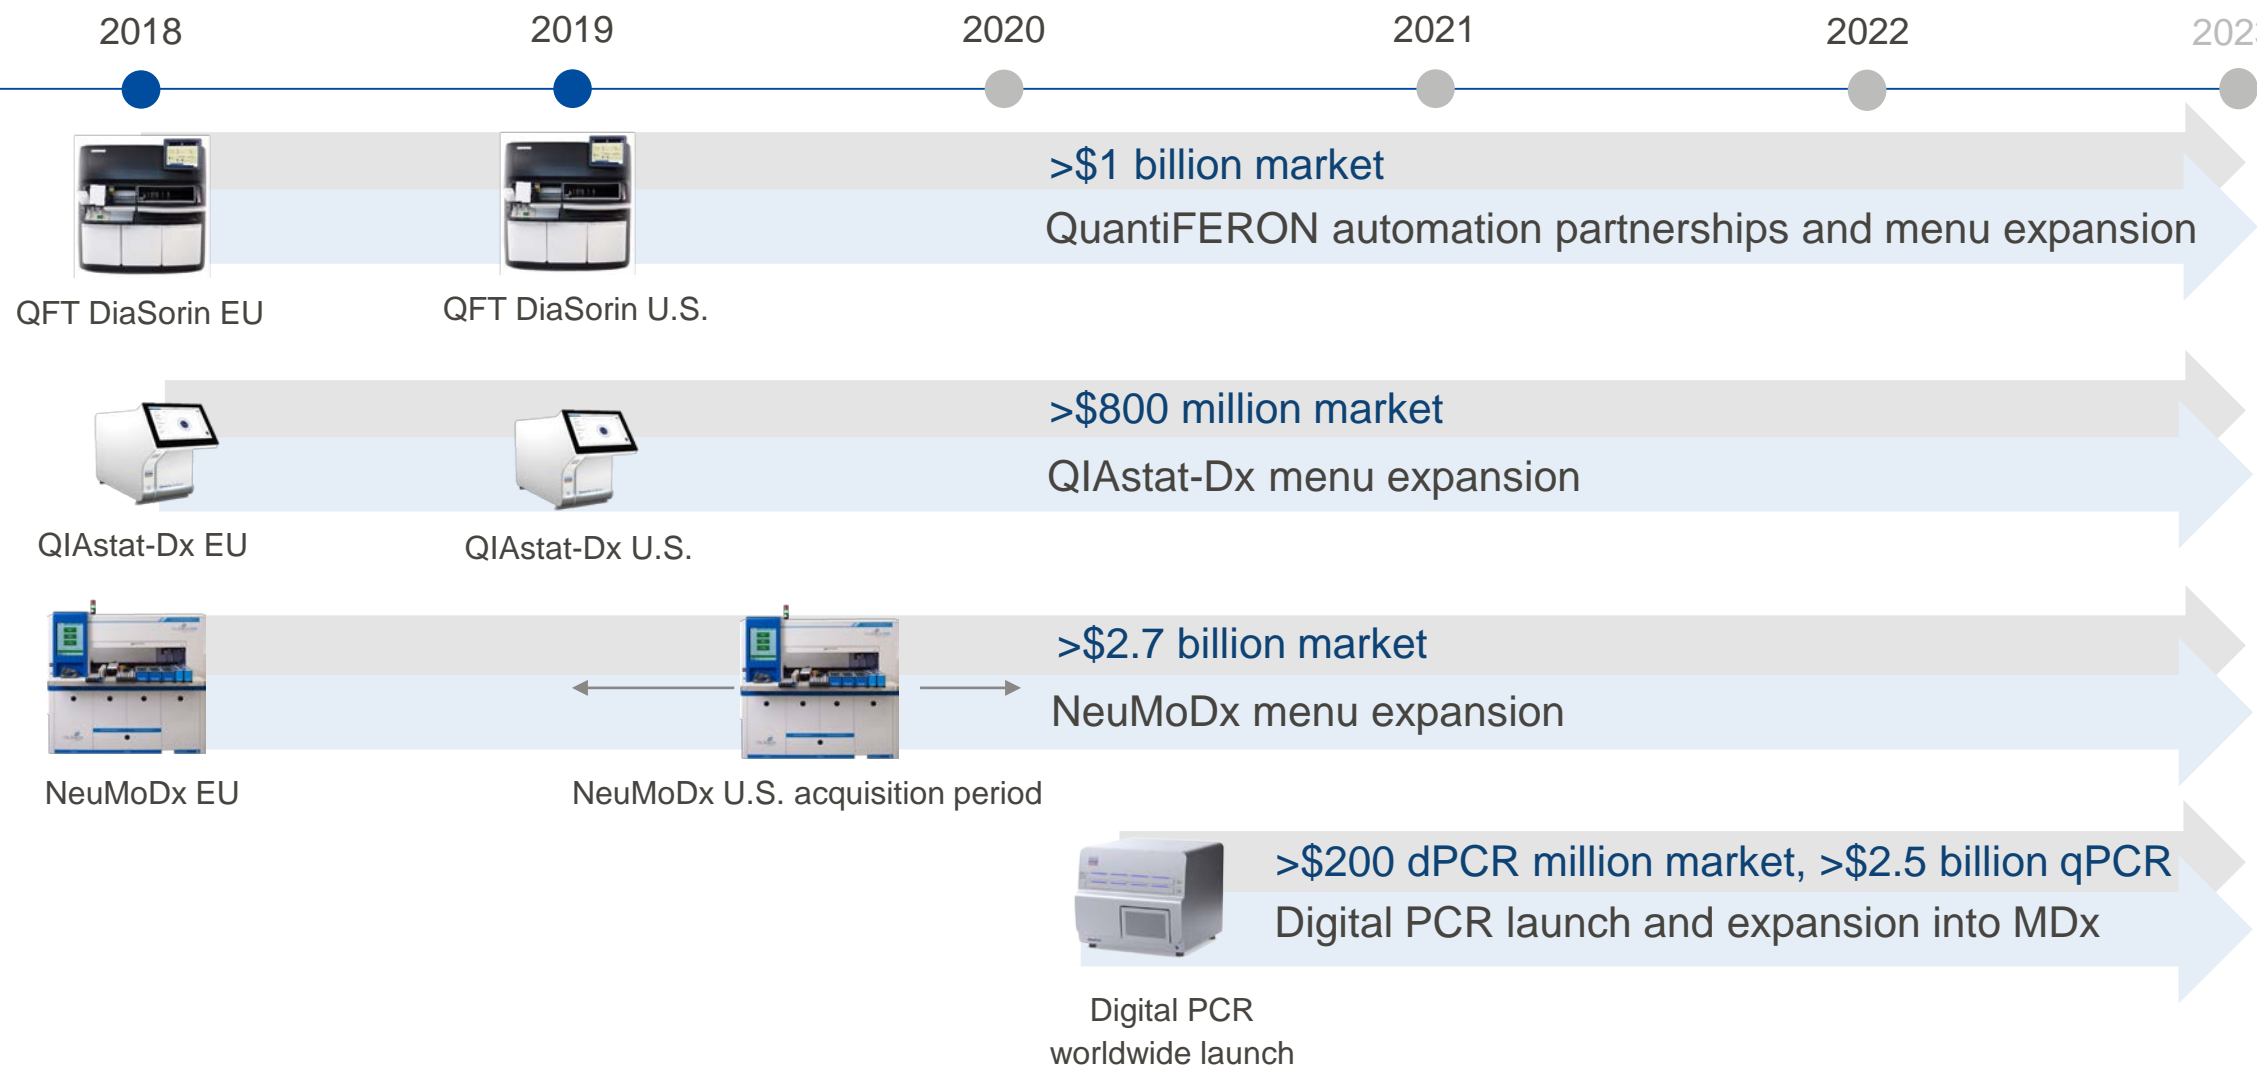 2018
2019
2020
2021
2022
202
>$1 billion market
QuantiFERON automation partnerships and menu expansion
QFT DiaSorin EU
QFT DiaSorin U.S.
>$800 million market
QIAstat-Dx menu expansion
QIAstat-Dx EU
QIAstat-Dx U.S.
>$2.7 billion market
NeuMoDx menu expansion
NeuMoDx EU
NeuMoDx U.S. acquisition period
>$200 dPCR million market, >$2.5 billion qPCR
Digital PCR launch and expansion into MDx
Digital PCR
worldwide launch